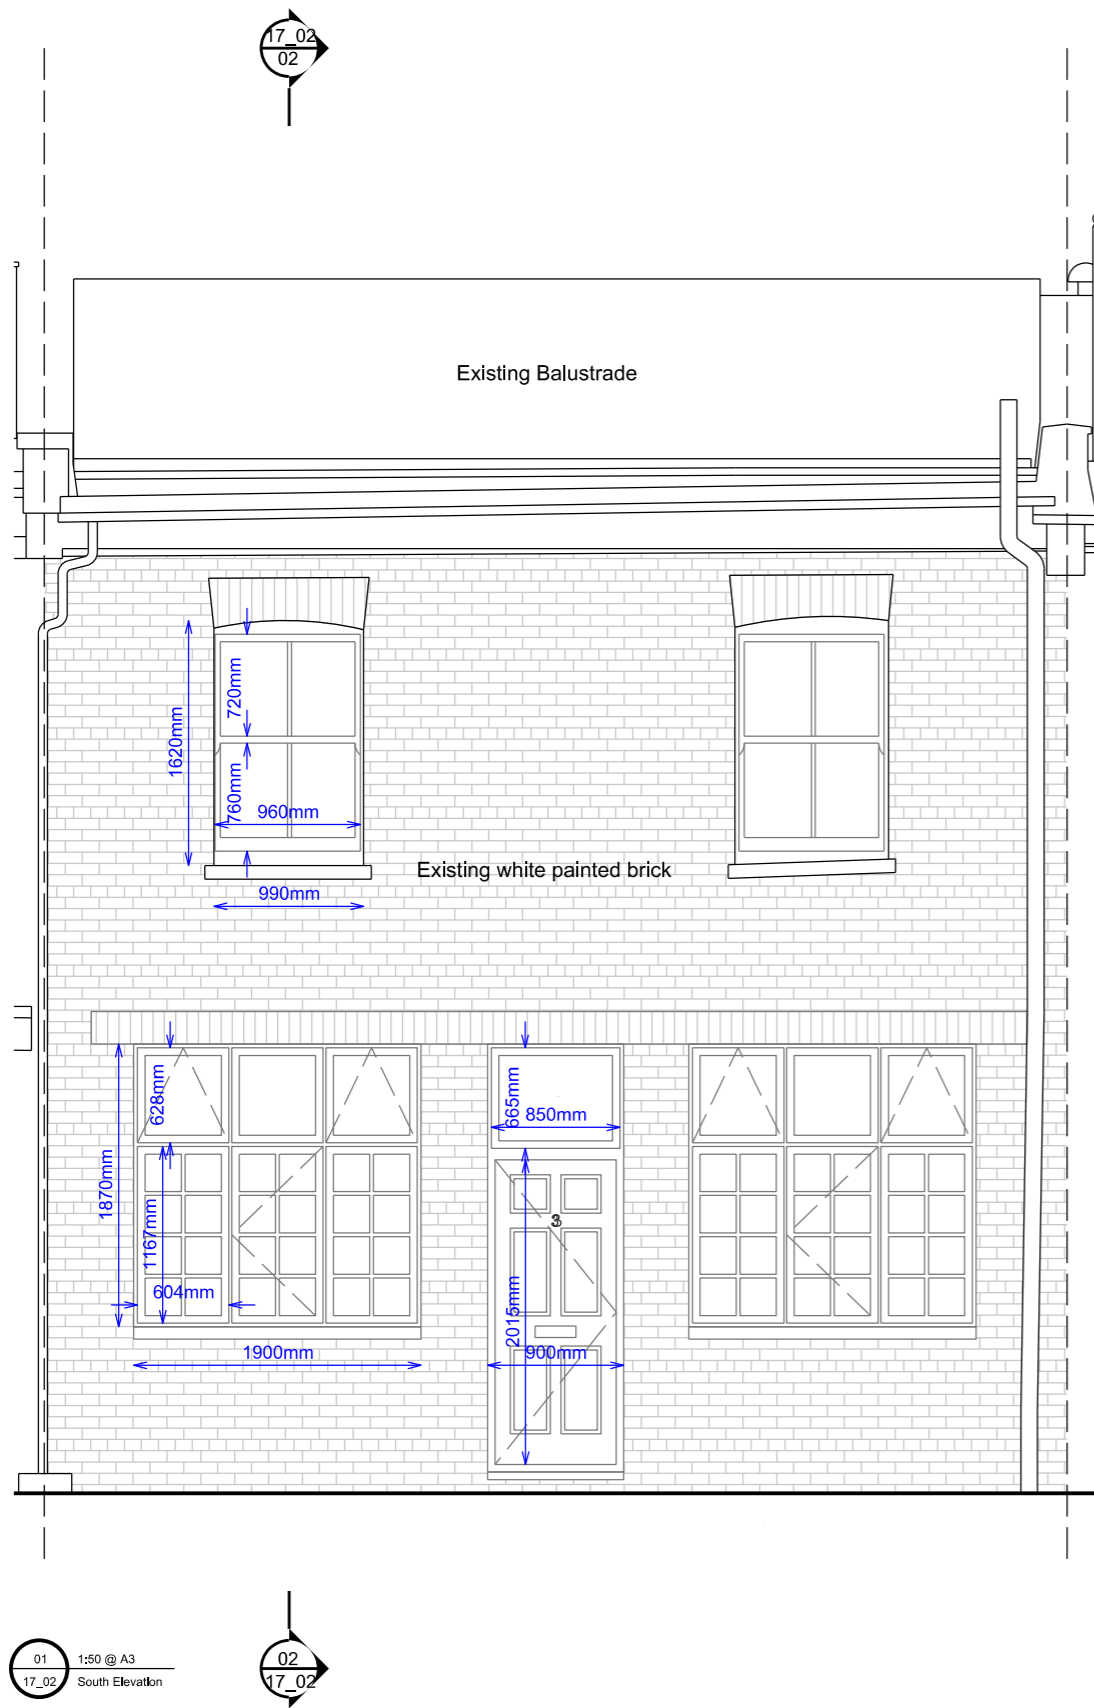 17_02
02
Existing Balustrade
1620mm
720mm
760mm
960mm
Existing white painted brick
990mm
628mm
665mm
850mm
1870mm
1167mm
3
604mm
2015mm
1900mm
900mm
01
1:50 @ A3
17_02
South Elevation
02
17_02